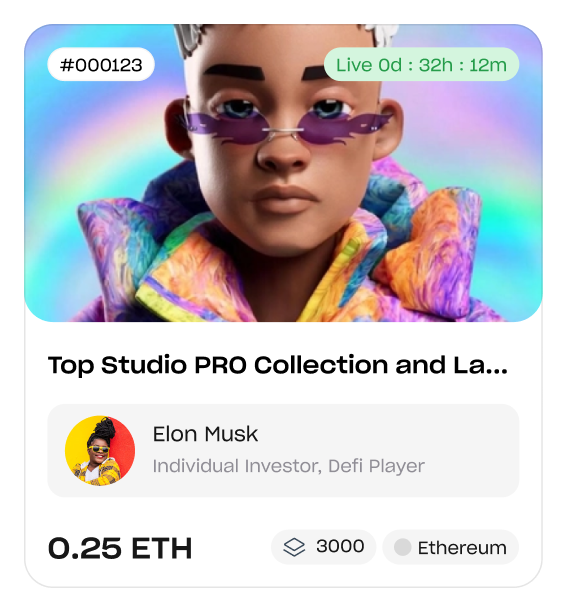 #000123
Live 0d : 32h : 12m
Top Studio PRO Collection and La...
Elon Musk
Individual Investor, Defi Player
0.25 ETH
3000
Ethereum